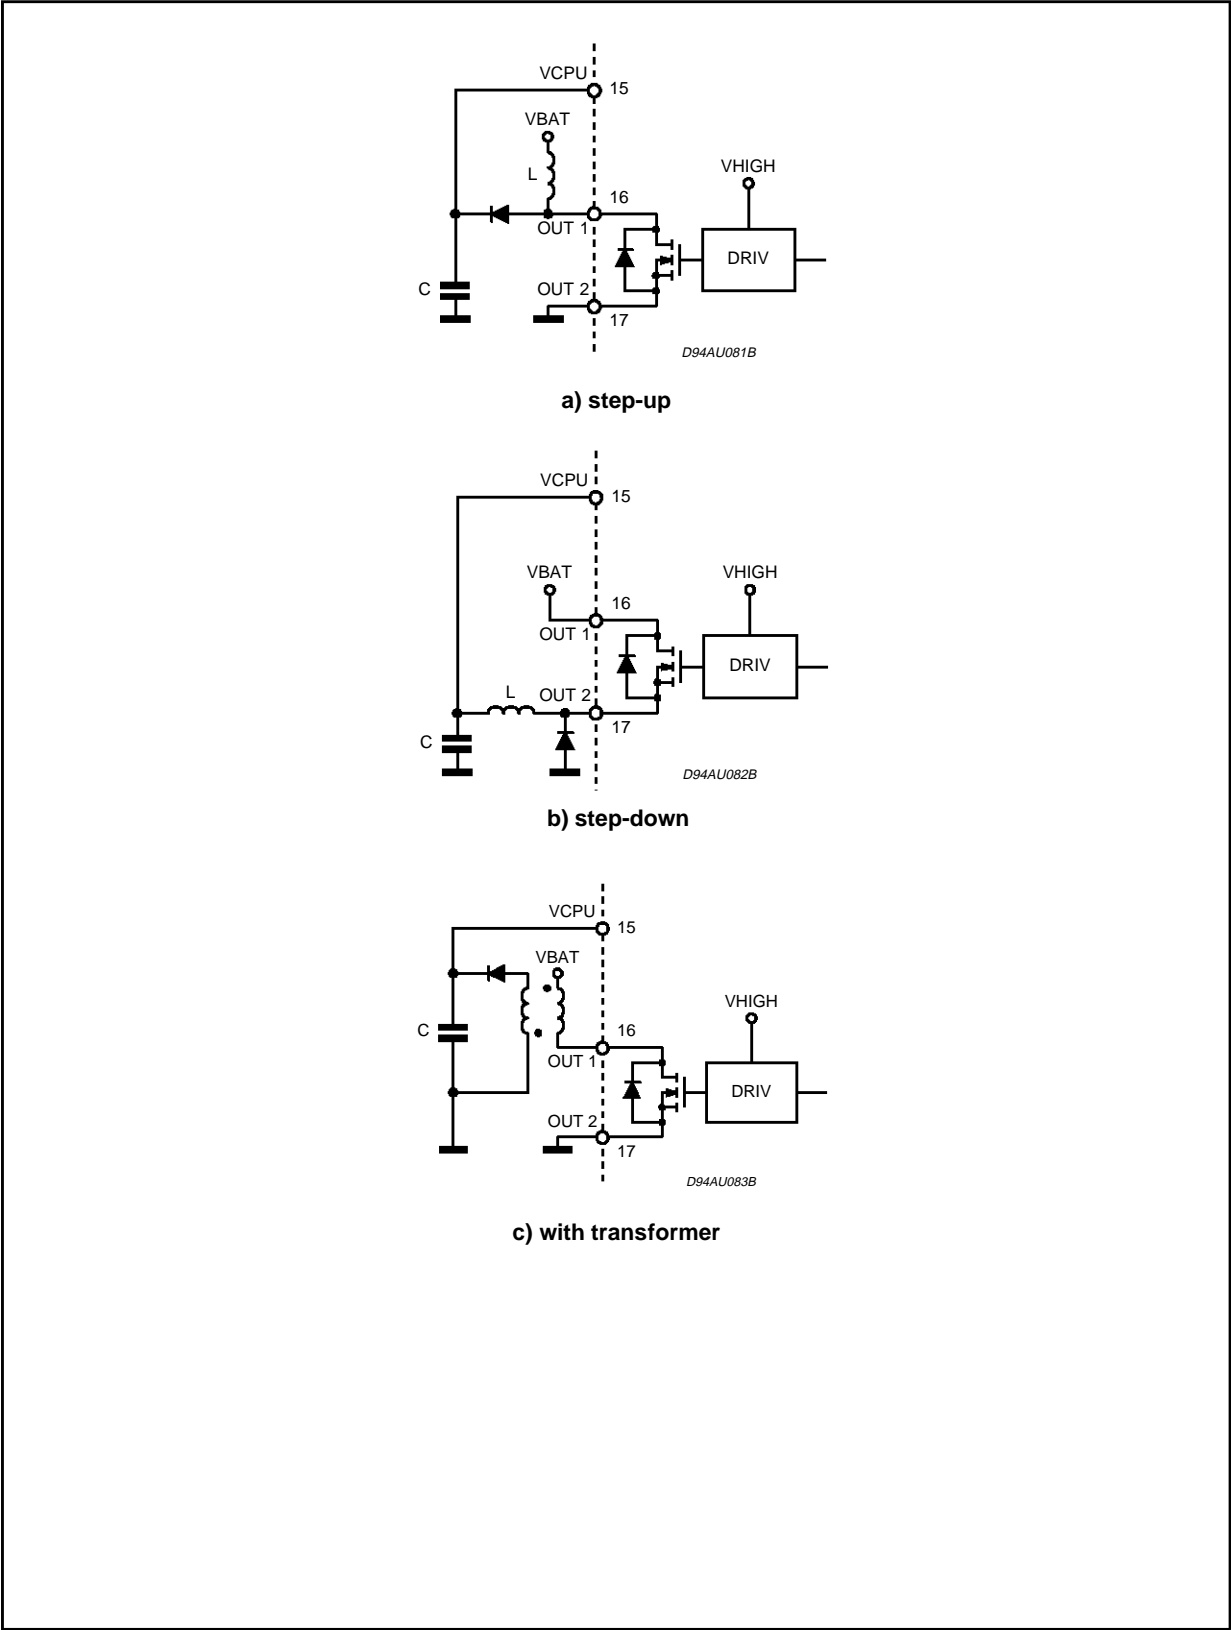 VCPU
15
VBAT
L
16
VHIGH
OUT 1
DRIV
C
OUT 2
17
D94AU081B
a) step-up
VCPU
15
VBAT
VHIGH
16
OUT 1
DRIV
L
OUT 2
17
C
D94AU082B
b) step-down
VCPU
15
VBAT
VHIGH
C
16
OUT 1
DRIV
OUT 2
17
D94AU083B
c) with transformer